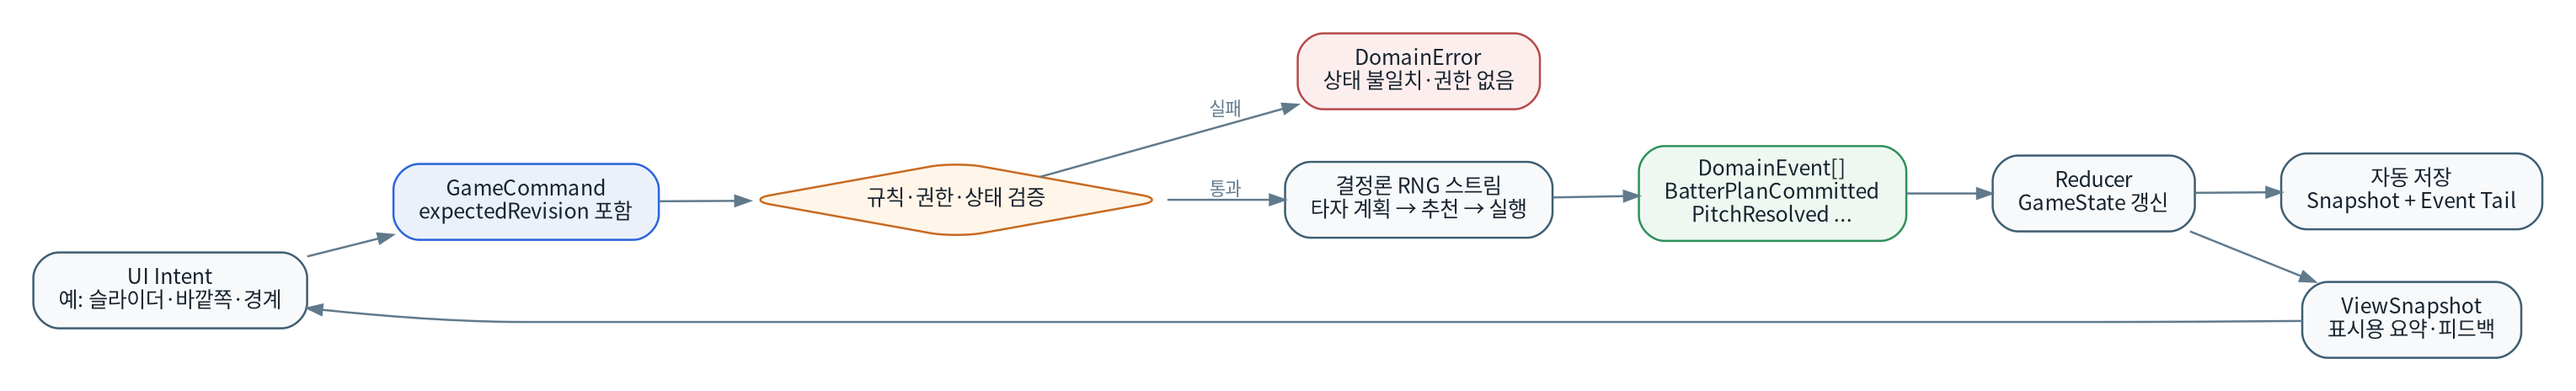 UI Intent
예: 슬라이더·바깥쪽·경계
GameCommand
expectedRevision 포함
규칙·권한·상태 검증
실패
DomainError
상태 불일치·권한 없음
통과
결정론 RNG 스트림
타자 계획 → 추천 → 실행
DomainEvent[]
BatterPlanCommitted
PitchResolved ...
Reducer
GameState 갱신
자동 저장
Snapshot + Event Tail
ViewSnapshot
표시용 요약·피드백